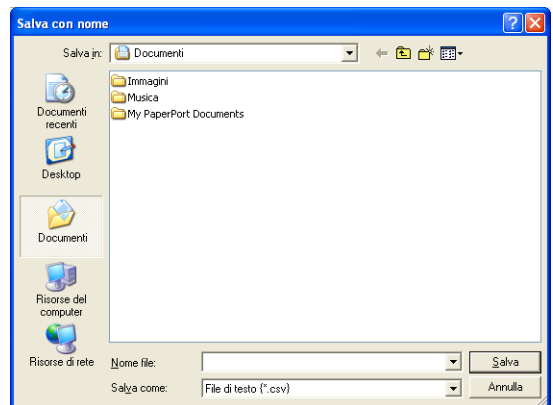 Salva con nome
Salva in:
Documenti
Documenti
recenti
Desktop
Documenti
Risorse del
computer
Risorse di rete
Immagini
Musica
My PaperPort Documents
Nome file:
Salva
Salva come:
File di testo (*.csv)
Annulla